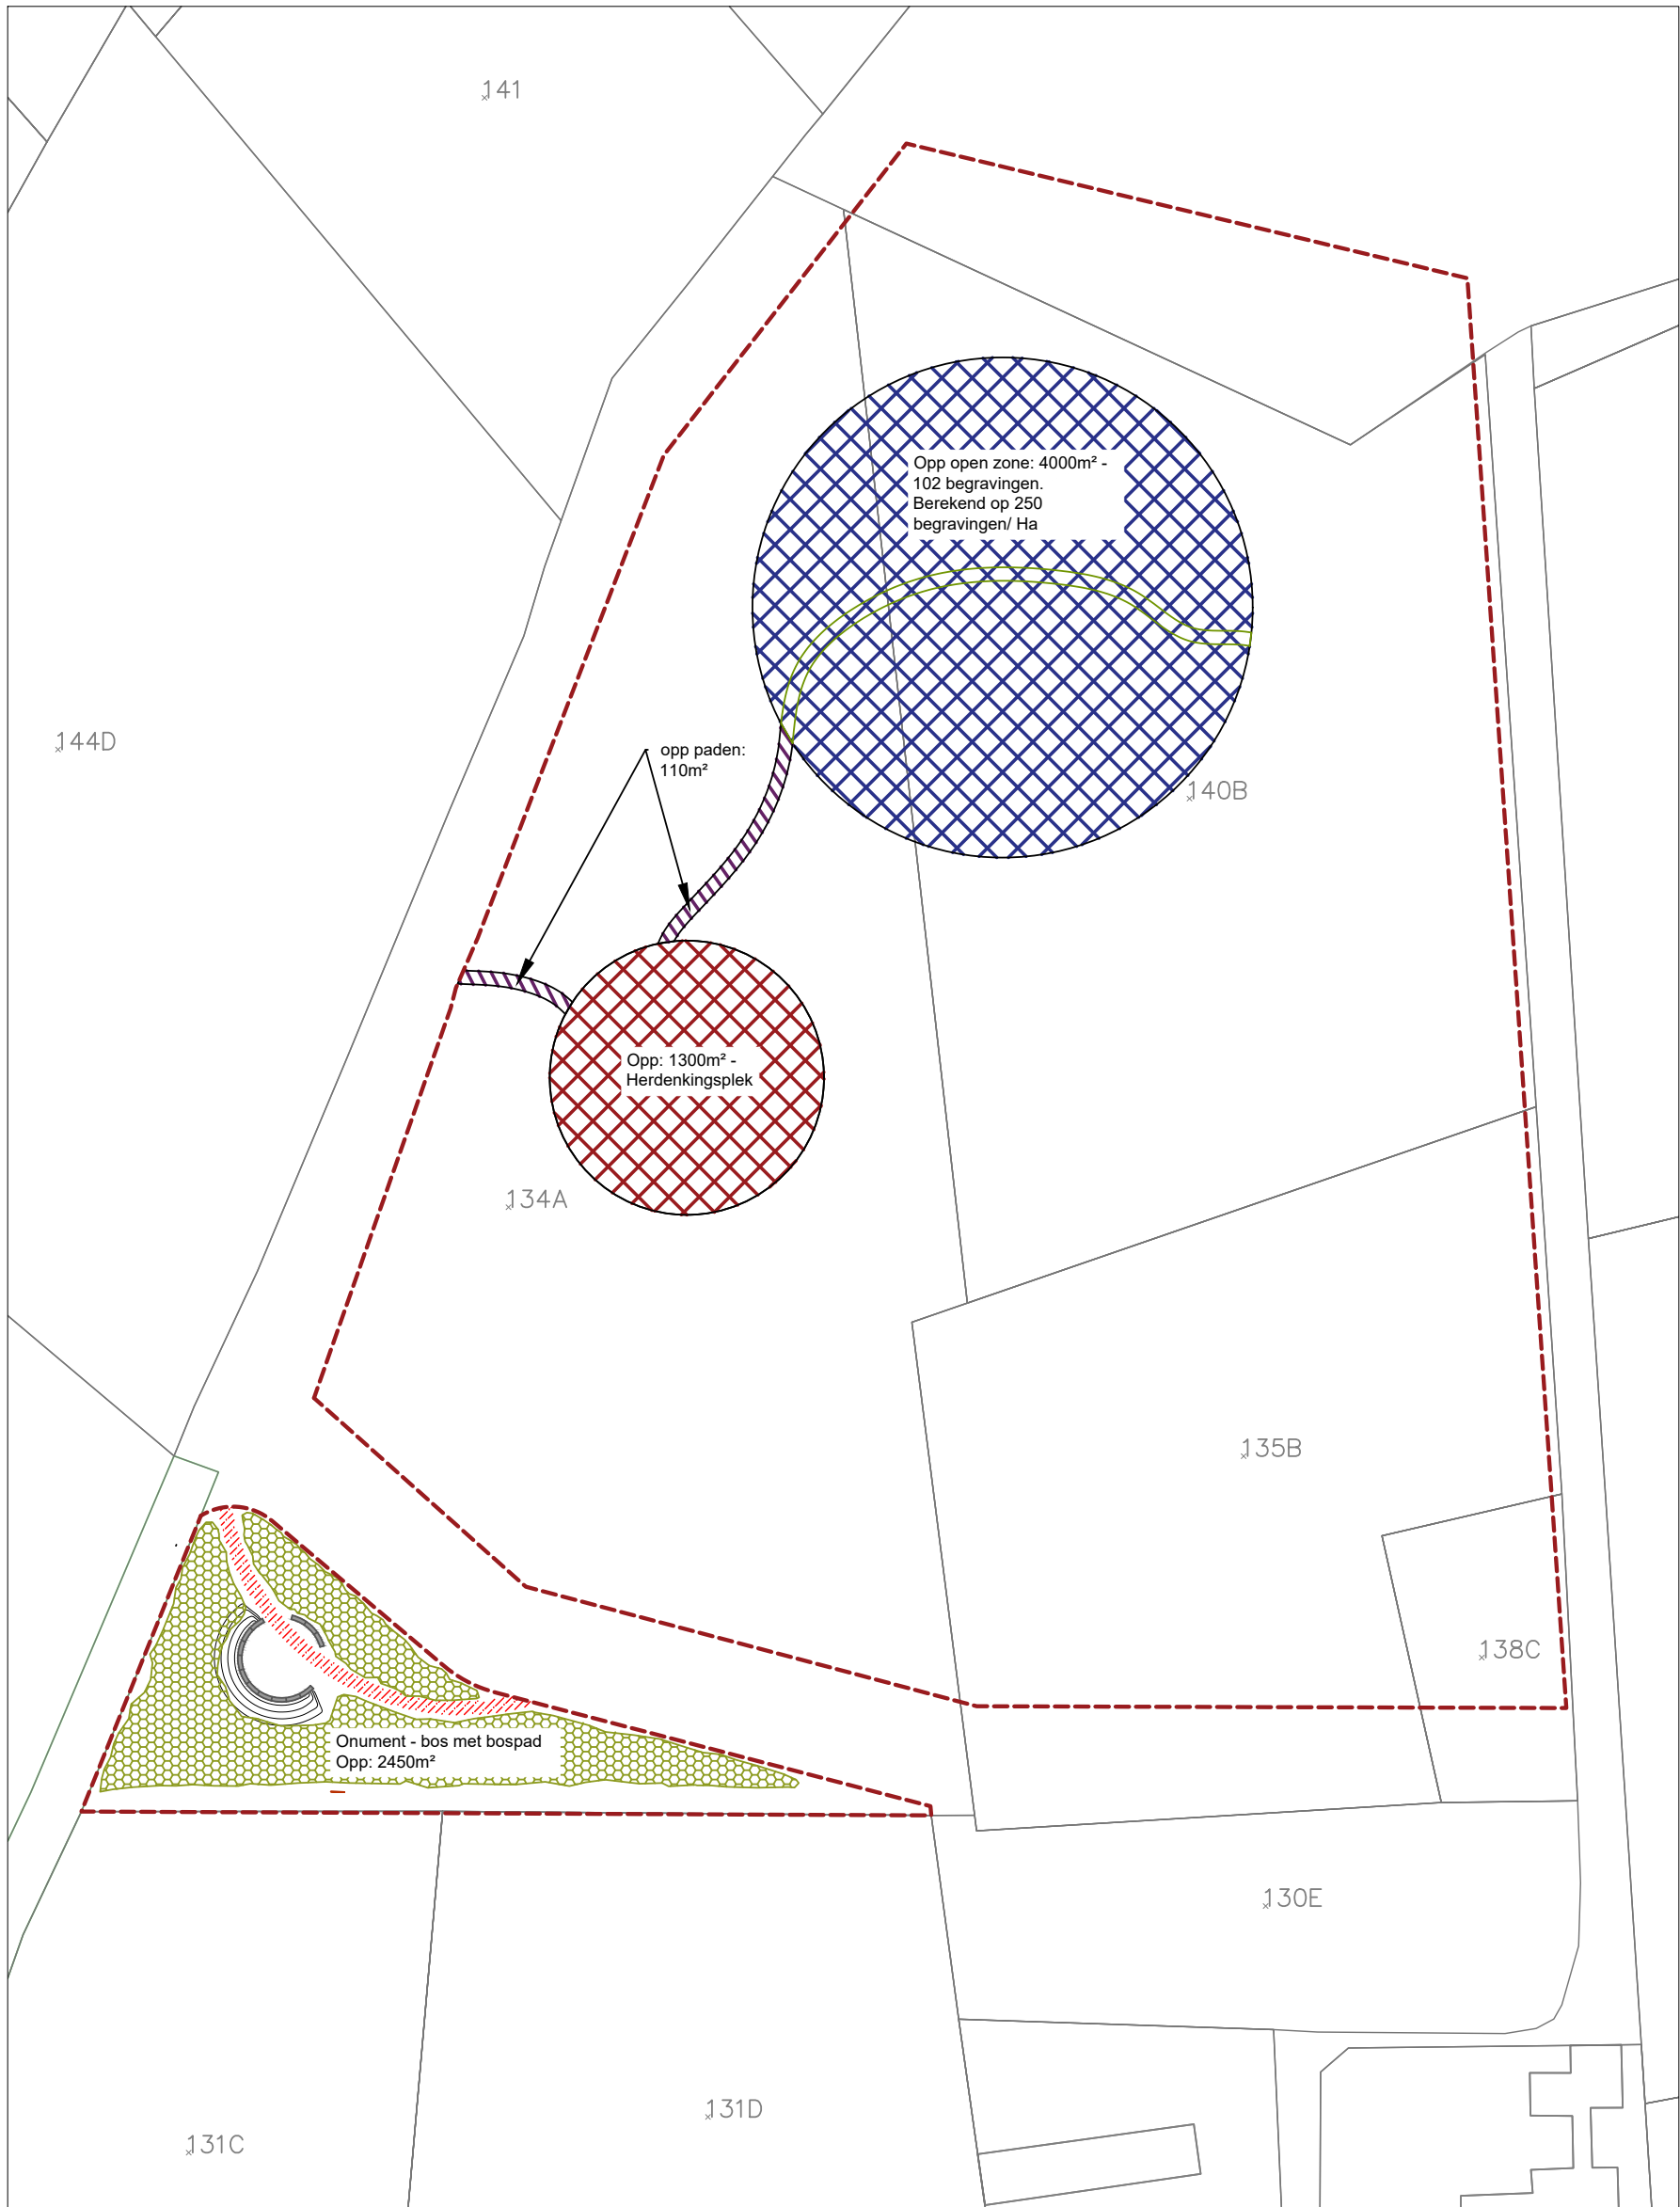 141
Opp open zone: 4000m² -
102 begravingen.
Berekend op 250
begravingen/ Ha
144D
opp paden:
110m²
140B
Opp: 1300m² -
Herdenkingsplek
134A
135B
138C
Onument - bos met bospad
Opp: 2450m²
130E
131D
131C